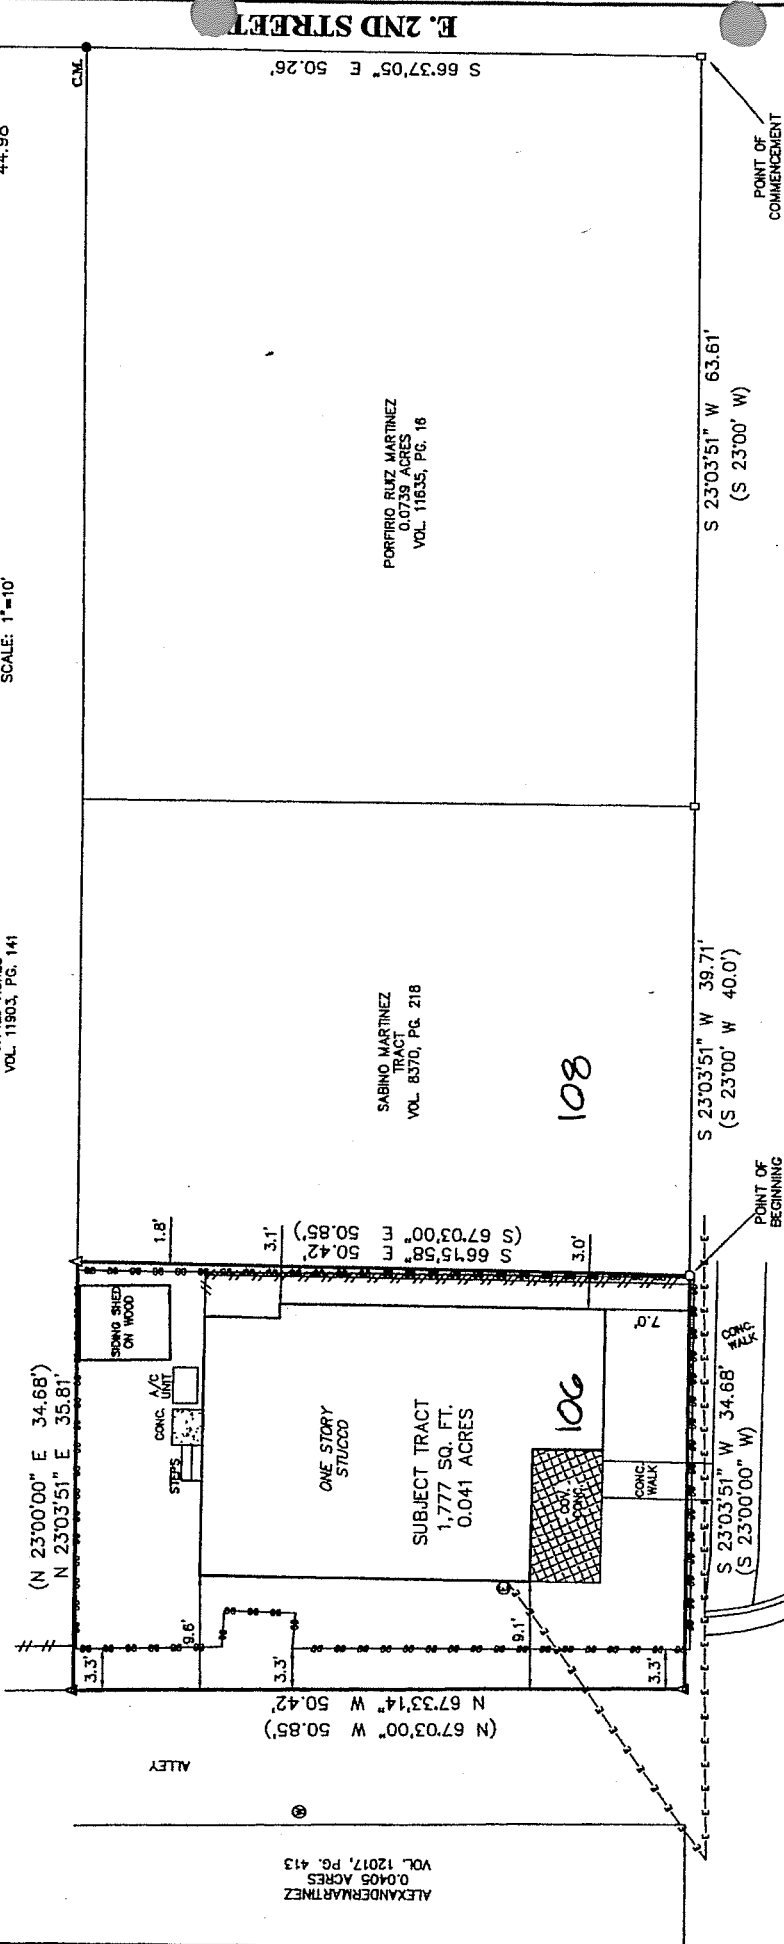 E. 2ND STREET
S 66°37'05" E 50.26'
C.M.
44.98
POINT OF
COMMENCEMENT
SCALE: 1"=10'
PORFIRIO RUIZ MARTINEZ
0.0739 ACRES
VOL. 11635, PG. 16
S 23°03'51" W 63.61'
(S 23°00' W)
VOL. 11903, PG. 141
SABINO MARTINEZ
TRACT
VOL. 8370, PG. 218
108
S 23°03'51" W 39.71'
(S 23°00' W 40.0')
POINT OF
BEGINNING
(S 67°03'00" E 50.85')
S 66°15'58" E 50.42'
1.8'
3.1'
3.0'
7.0'
SIDING SHED
ON WOOD
A/C
UNIT
CONC.
STEPS
(N 23°00'00" E 34.68')
N 23°03'51" E 35.81'
ONE STORY
STUCCO
SUBJECT TRACT
1,777 SQ. FT.
0.041 ACRES
106
COV.
CONC.
CONC.
WALK
CONC.
WALK
S 23°03'51" W 34.68'
(S 23°00'00" W)
E
9.6'
9.1'
3.3'
3.3'
3.3'
N 67°33'14" W 50.42'
(N 67°03'00" W 50.85')
ALLEY
W
ALEXANDERMARTINEZ
0.0405 ACRES
VOL. 12017, PG. 413